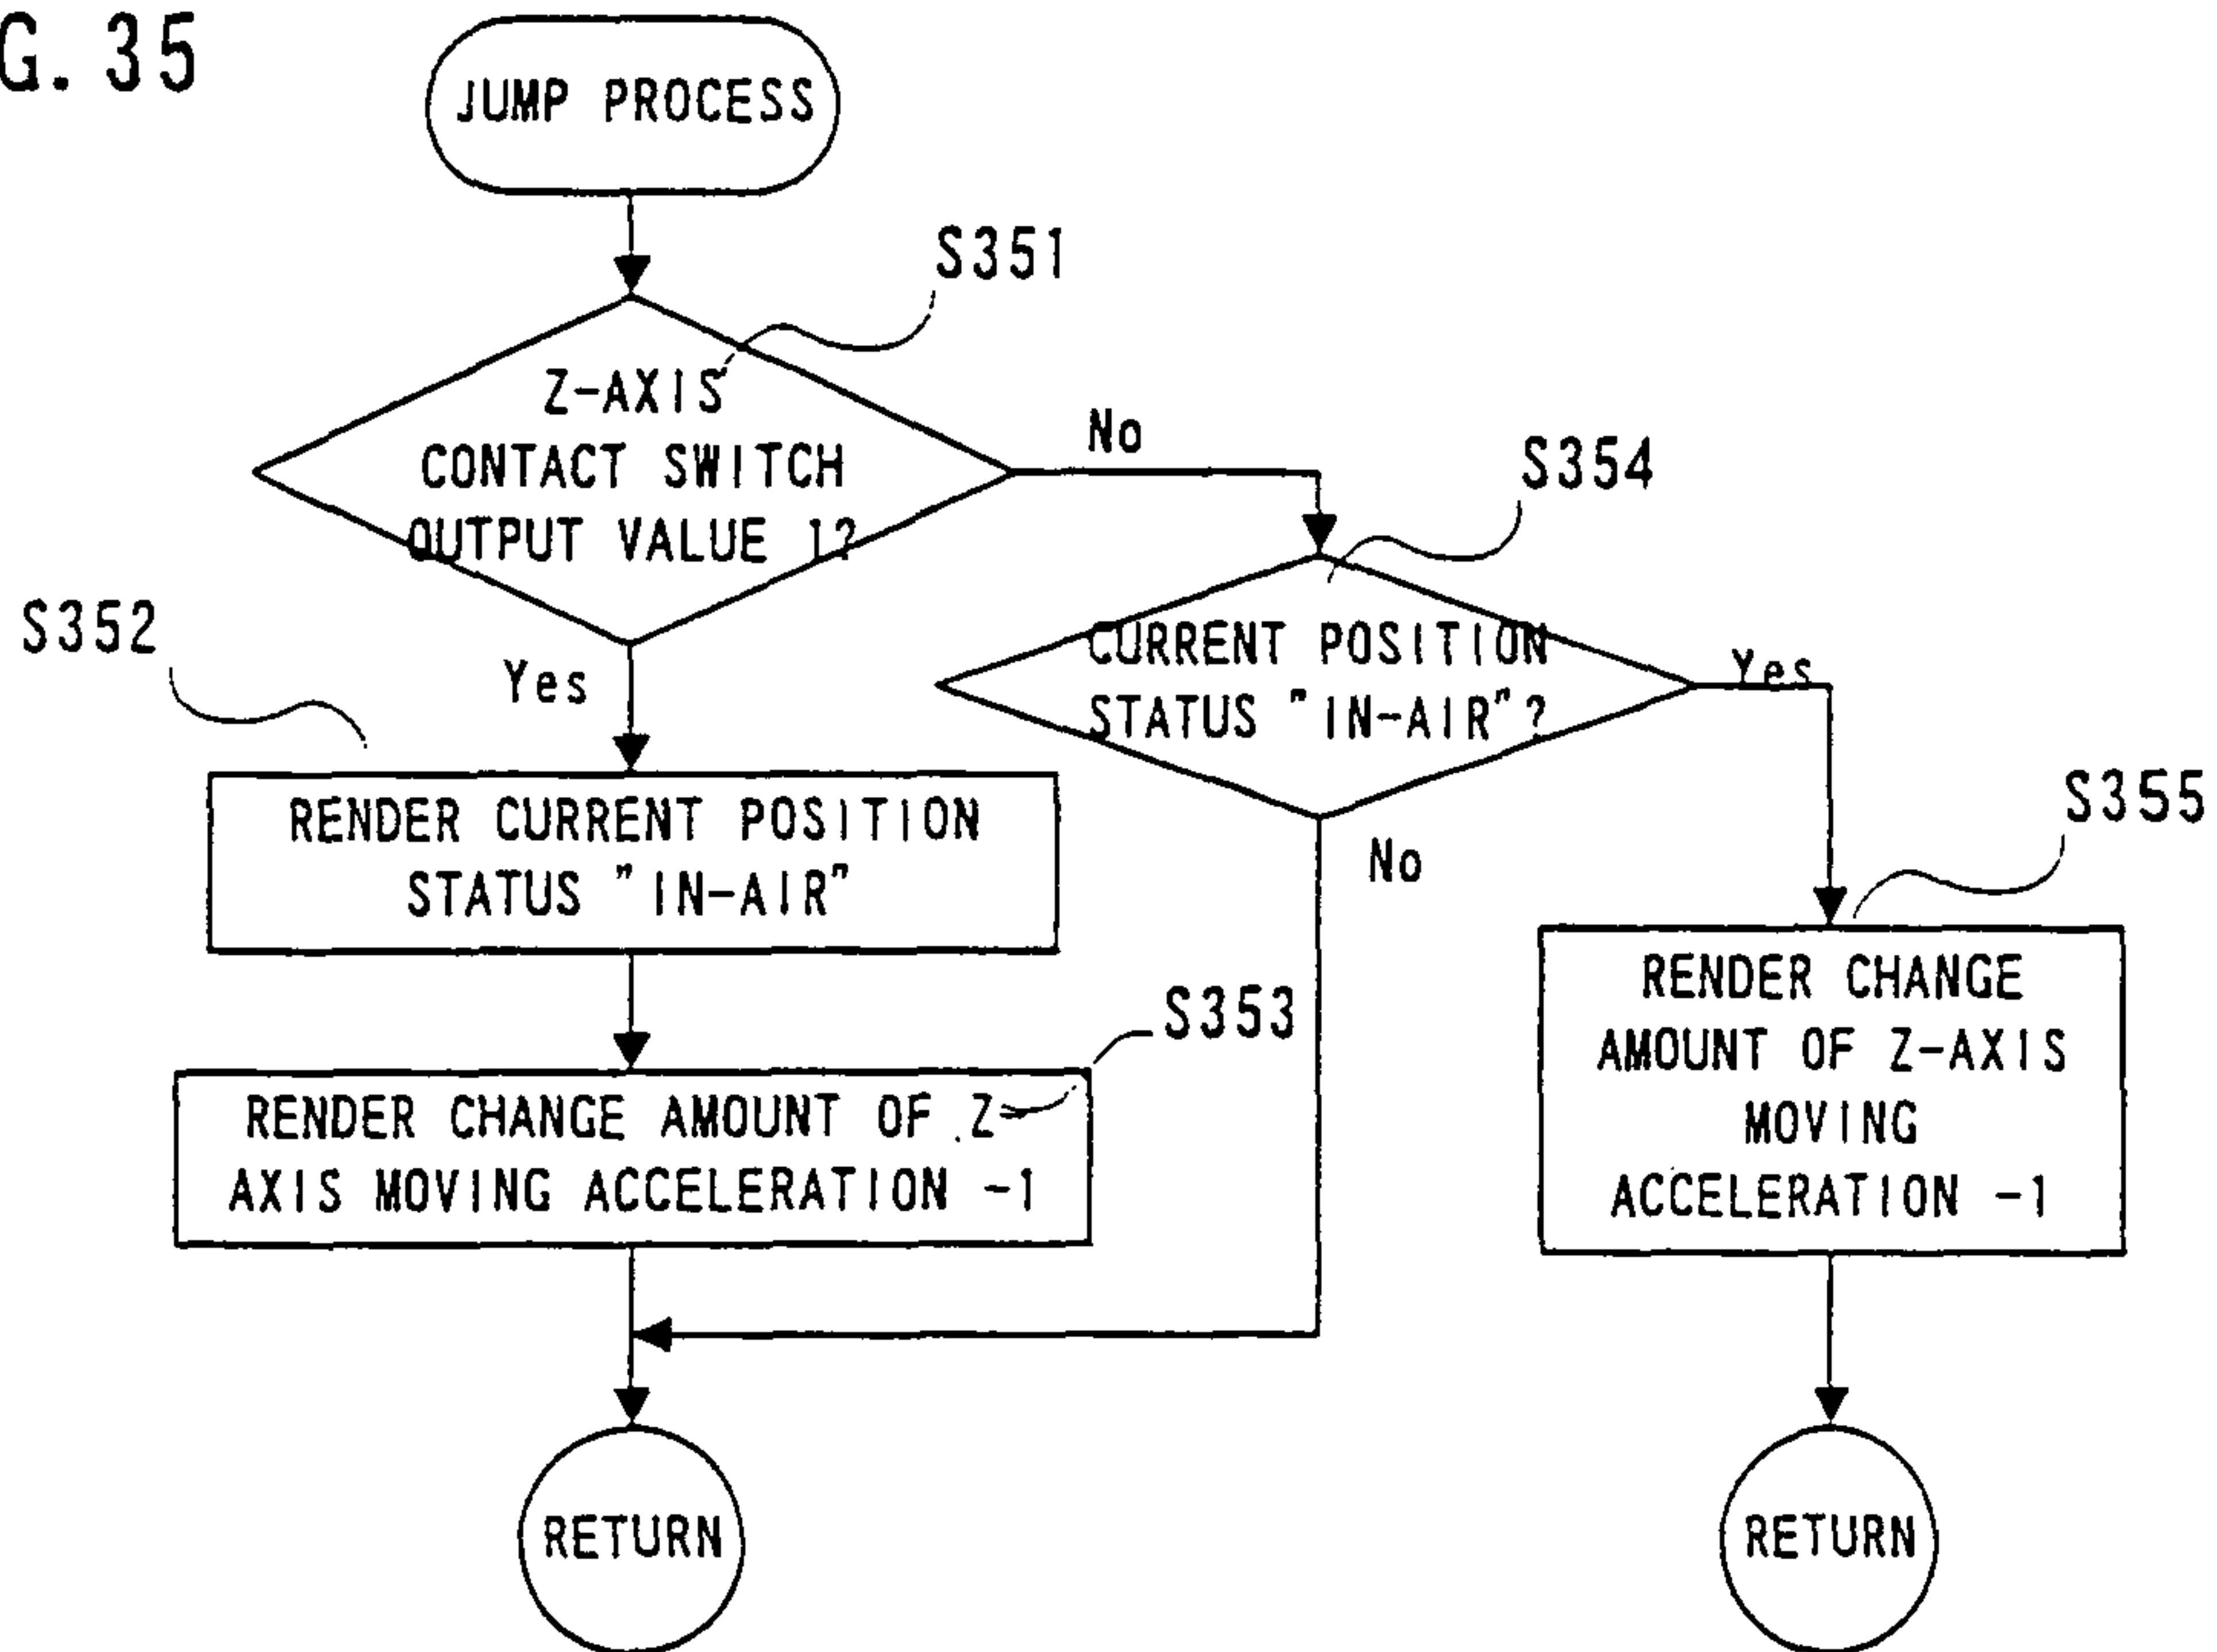 G. 35
JUMP PROCESS
S351
Z-AXIS
CONTACT SWITCH
OUTPUT VALUE 1?
No
S354
S352
Yes
CURRENT POSITION
STATUS "IN-AIR"?
Yes
RENDER CURRENT POSITION
STATUS "IN-AIR"
No
S355
RENDER CHANGE
AMOUNT OF Z-AXIS
MOVING
ACCELERATION -1
S353
RENDER CHANGE AMOUNT OF Z-
AXIS MOVING ACCELERATION -1
RETURN
RETURN